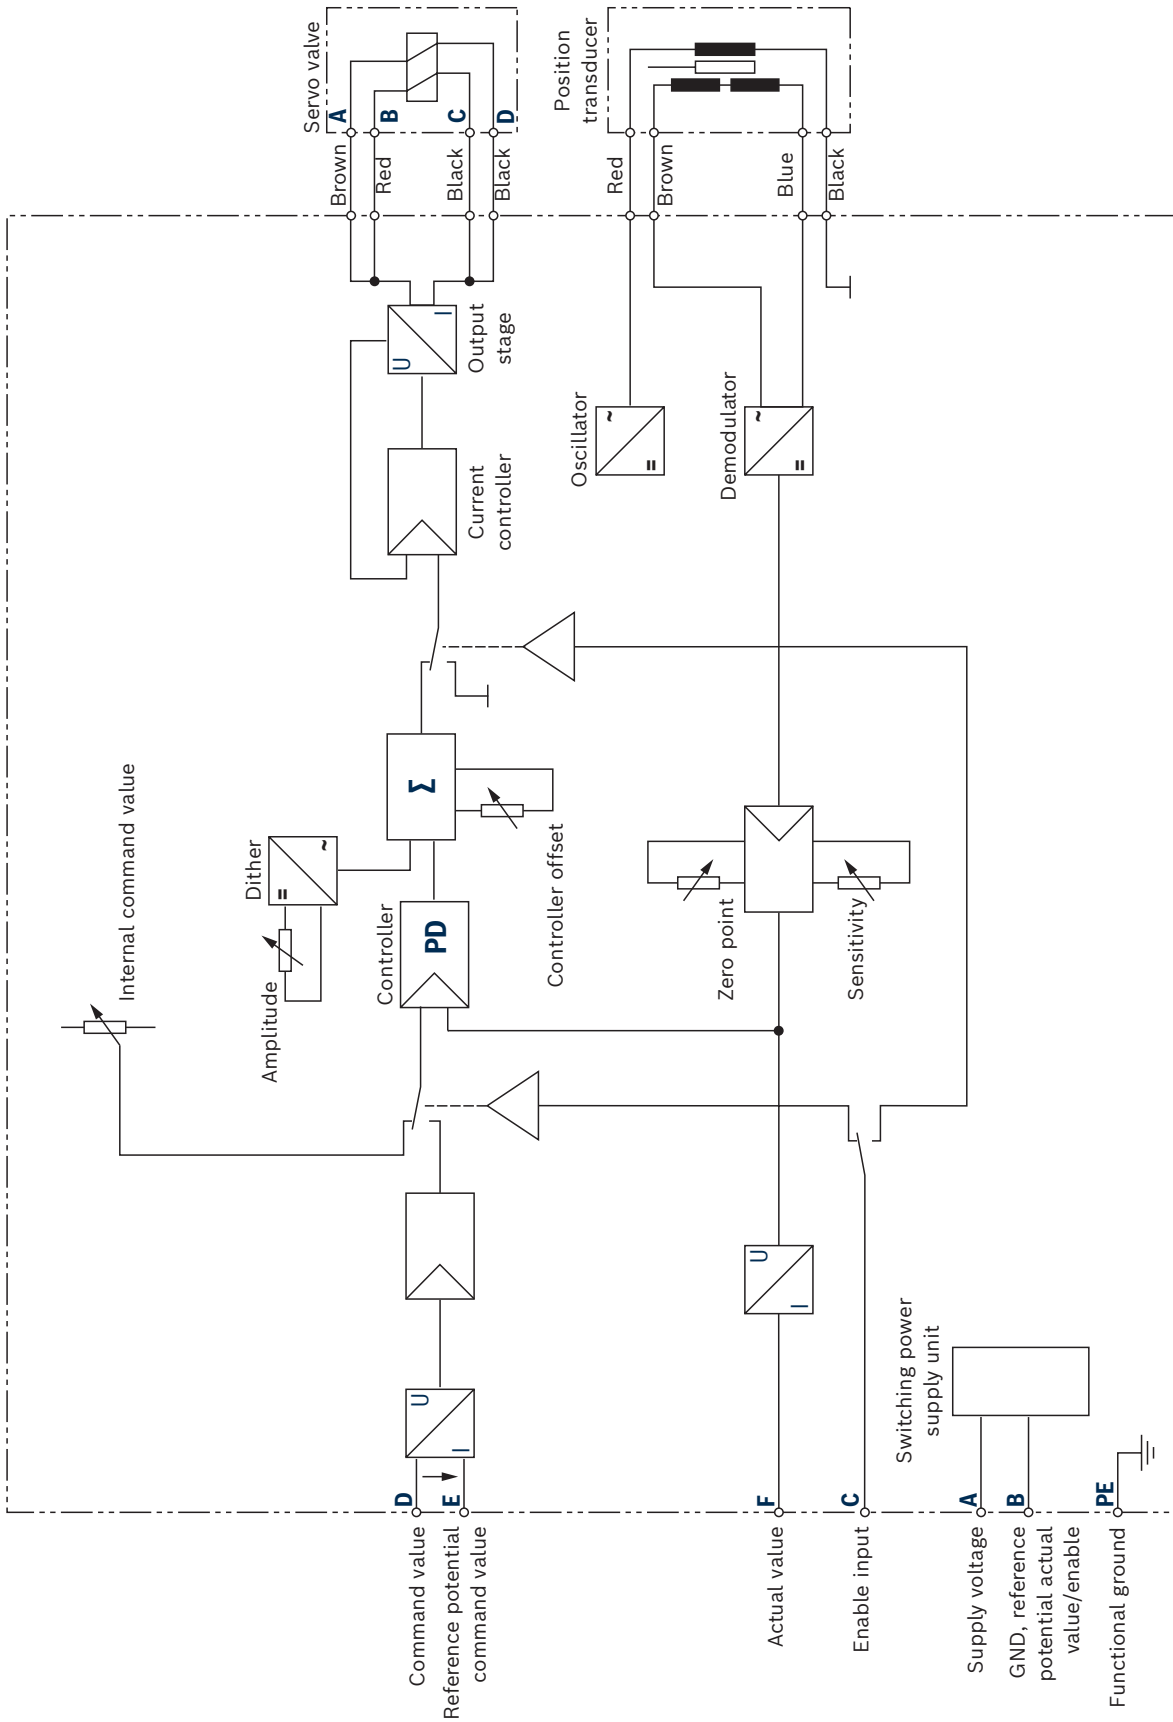 Servo valve
A
B
C
D
Brown
Red
Black
Black
Position
transducer
Red
Brown
Blue
Black
U
I
Output
stage
Current
controller
Oscillator
~
=
Demodulator
~
=
Internal command value
Dither
=
~
Amplitude
Σ
Controller offset
Controller
PD
Zero point
Sensitivity
U
I
U
I
Switching power
supply unit
D
E
F
C
A
B
PE
Command value
Reference potential
command value
Actual value
Enable input
Supply voltage
GND, reference
potential actual
value/enable
Functional ground